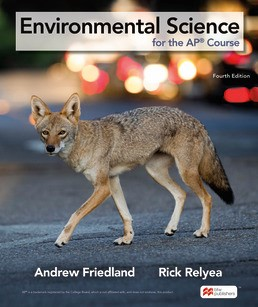 Environmental Science
for the AP® Course
Fourth Edition
Andrew Friedland
Rick Relyea
bfw
publishers